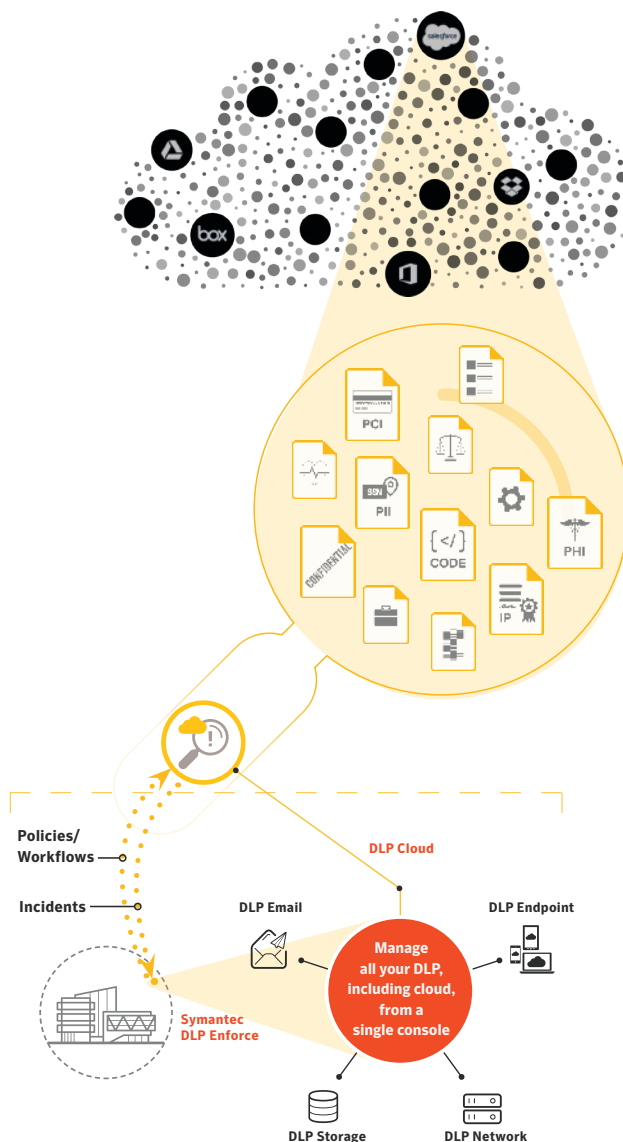 salesforce
box
PCI
SSN
PII
CONFIDENTIAL
</>
CODE
PHI
IP
Policies/
Workflows
Incidents
DLP Cloud
DLP Email
DLP Endpoint
Manage
all your DLP,
including cloud,
from a
single console
Symantec
DLP Enforce
DLP Storage
DLP Network